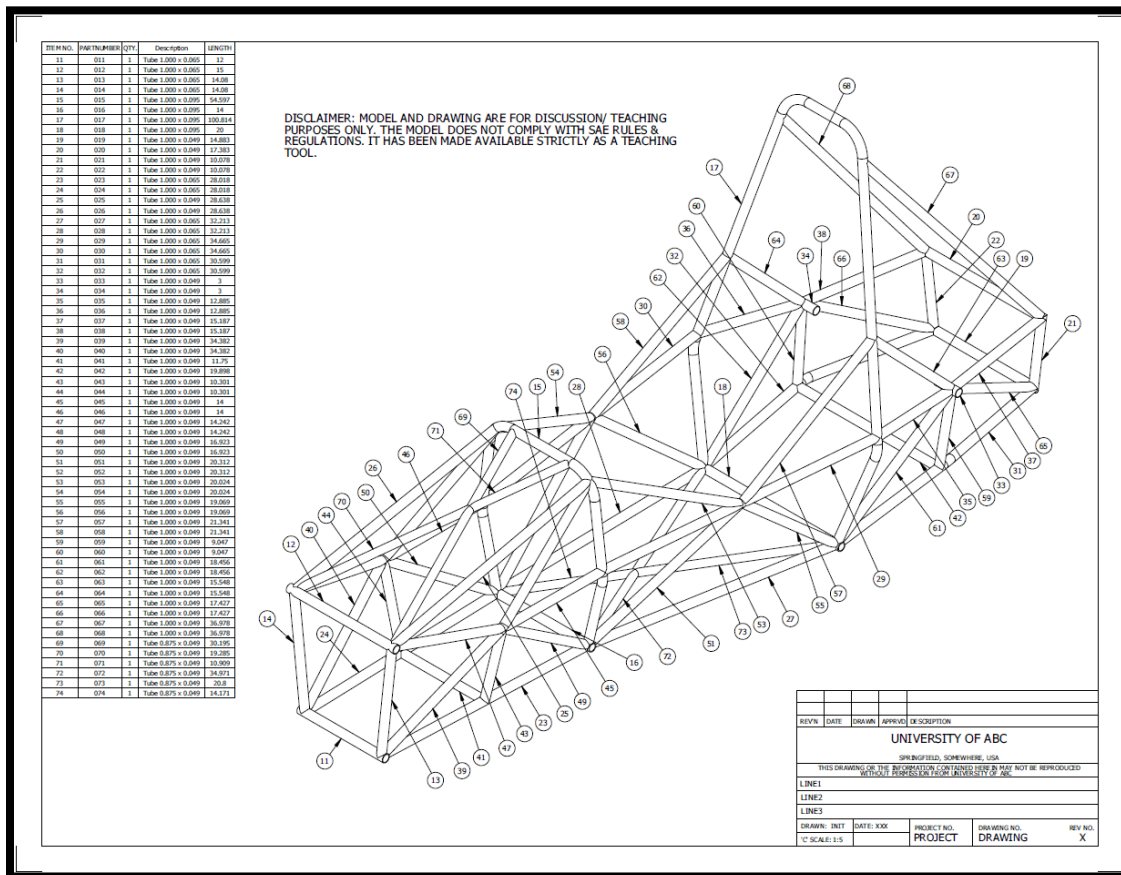 ITEM NO. PARTNUMBER QTY. Description LENGTH
11 011 1 Tube 1.000 x 0.065 12
12 012 1 Tube 1.000 x 0.065 15
13 013 1 Tube 1.000 x 0.065 14.08
14 014 1 Tube 1.000 x 0.065 14.08
15 015 1 Tube 1.000 x 0.095 54.597
16 016 1 Tube 1.000 x 0.095 14
17 017 1 Tube 1.000 x 0.095 100.814
18 018 1 Tube 1.000 x 0.095 20
19 019 1 Tube 1.000 x 0.049 14.883
20 020 1 Tube 1.000 x 0.049 17.383
21 021 1 Tube 1.000 x 0.049 10.078
22 022 1 Tube 1.000 x 0.049 10.078
23 023 1 Tube 1.000 x 0.065 28.018
24 024 1 Tube 1.000 x 0.065 28.018
25 025 1 Tube 1.000 x 0.049 28.638
26 026 1 Tube 1.000 x 0.049 28.638
27 027 1 Tube 1.000 x 0.065 32.213
28 028 1 Tube 1.000 x 0.065 32.213
29 029 1 Tube 1.000 x 0.065 34.665
30 030 1 Tube 1.000 x 0.065 34.665
31 031 1 Tube 1.000 x 0.065 30.599
32 032 1 Tube 1.000 x 0.065 30.599
33 033 1 Tube 1.000 x 0.049 3
34 034 1 Tube 1.000 x 0.049 3
35 035 1 Tube 1.000 x 0.049 12.885
36 036 1 Tube 1.000 x 0.049 12.885
37 037 1 Tube 1.000 x 0.049 15.187
38 038 1 Tube 1.000 x 0.049 15.187
39 039 1 Tube 1.000 x 0.049 34.382
40 040 1 Tube 1.000 x 0.049 34.382
41 041 1 Tube 1.000 x 0.049 11.75
42 042 1 Tube 1.000 x 0.049 19.898
43 043 1 Tube 1.000 x 0.049 10.301
44 044 1 Tube 1.000 x 0.049 10.301
45 045 1 Tube 1.000 x 0.049 14
46 046 1 Tube 1.000 x 0.049 14
47 047 1 Tube 1.000 x 0.049 14.242
48 048 1 Tube 1.000 x 0.049 14.242
49 049 1 Tube 1.000 x 0.049 16.923
50 050 1 Tube 1.000 x 0.049 16.923
51 051 1 Tube 1.000 x 0.049 20.312
52 052 1 Tube 1.000 x 0.049 20.312
53 053 1 Tube 1.000 x 0.049 20.024
54 054 1 Tube 1.000 x 0.049 20.024
55 055 1 Tube 1.000 x 0.049 19.069
56 056 1 Tube 1.000 x 0.049 19.069
57 057 1 Tube 1.000 x 0.049 21.341
58 058 1 Tube 1.000 x 0.049 21.341
59 059 1 Tube 1.000 x 0.049 9.047
60 060 1 Tube 1.000 x 0.049 9.047
61 061 1 Tube 1.000 x 0.049 18.456
62 062 1 Tube 1.000 x 0.049 18.456
63 063 1 Tube 1.000 x 0.049 15.548
64 064 1 Tube 1.000 x 0.049 15.548
65 065 1 Tube 1.000 x 0.049 17.427
66 066 1 Tube 1.000 x 0.049 17.427
67 067 1 Tube 1.000 x 0.049 36.978
68 068 1 Tube 1.000 x 0.049 36.978
69 069 1 Tube 0.875 x 0.049 30.195
70 070 1 Tube 0.875 x 0.049 19.285
71 071 1 Tube 0.875 x 0.049 10.909
72 072 1 Tube 0.875 x 0.049 34.971
73 073 1 Tube 0.875 x 0.049 20.8
74 074 1 Tube 0.875 x 0.049 14.171
DISCLAIMER: MODEL AND DRAWING ARE FOR DISCUSSION/ TEACHING
PURPOSES ONLY. THE MODEL DOES NOT COMPLY WITH SAE RULES &
REGULATIONS. IT HAS BEEN MADE AVAILABLE STRICTLY AS A TEACHING
TOOL.
68
17
67
60
20
36
64
38
22
32
34
66
63
19
62
30
58
21
56
54
74
15
28
18
69
71
46
26
70
50
44
40
12
14
24
11
13
39
41
47
43
23
25
49
45
16
72
51
73
53
27
55
57
29
61
42
35
59
33
37
31
65
REV'N DATE DRAWN APPRVD DESCRIPTION
UNIVERSITY OF ABC
SPRINGFIELD, SOMEWHERE, USA
THIS DRAWING OR THE INFORMATION CONTAINED HEREIN MAY NOT BE REPRODUCED
WITHOUT PERMISSION FROM UNIVERSITY OF ABC
LINE1
LINE2
LINE3
DRAWN: INIT DATE: XXX PROJECT NO. DRAWING NO. REV NO.
'C' SCALE: 1:5 PROJECT DRAWING X